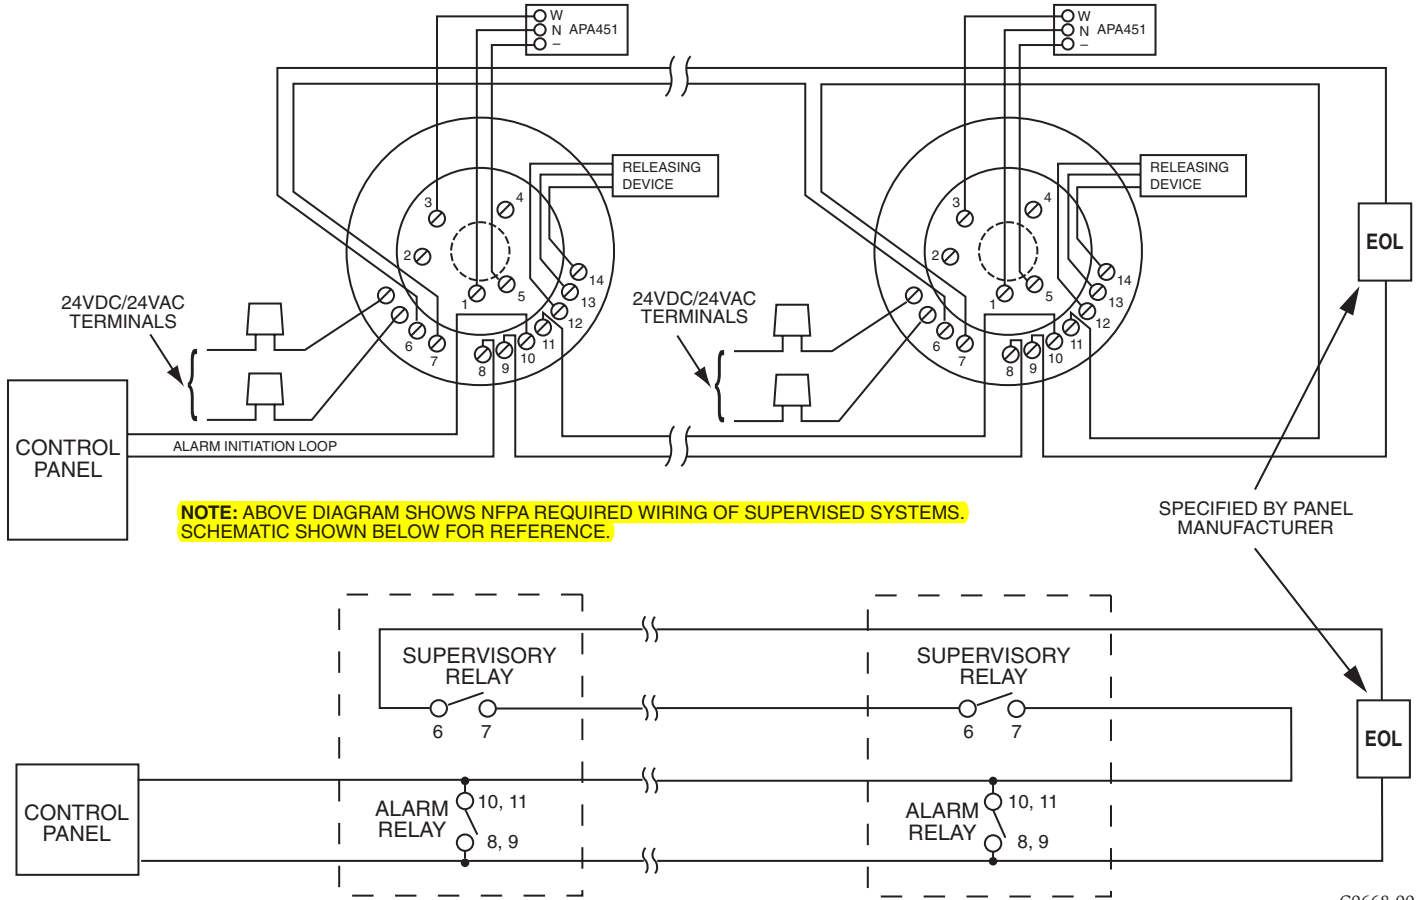 W
N APA451
–
W
N APA451
–
RELEASING
DEVICE
RELEASING
DEVICE
3
4
2
1
5
14
13
12
11
10
9
8
7
6
3
4
2
1
5
14
13
12
11
10
9
8
7
6
EOL
24VDC/24VAC
TERMINALS
24VDC/24VAC
TERMINALS
CONTROL
PANEL
ALARM INITIATION LOOP
NOTE: ABOVE DIAGRAM SHOWS NFPA REQUIRED WIRING OF SUPERVISED SYSTEMS.
SCHEMATIC SHOWN BELOW FOR REFERENCE.
SPECIFIED BY PANEL
MANUFACTURER
SUPERVISORY
RELAY
6 7
SUPERVISORY
RELAY
6 7
EOL
CONTROL
PANEL
ALARM
RELAY
10, 11
8, 9
ALARM
RELAY
10, 11
8, 9